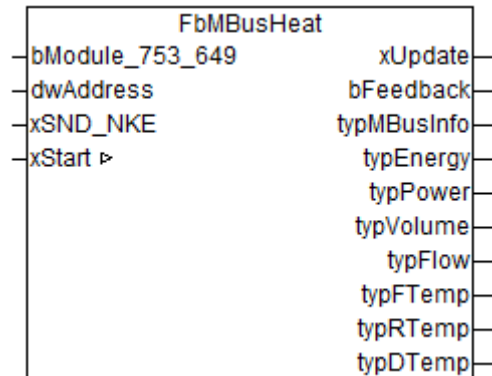 FbMBusHeat
bModule_753_649 xUpdate
dwAddress bFeedback
xSND_NKE typMBusInfo
xStart ▷ typEnergy
typPower
typVolume
typFlow
typFTemp
typRTemp
typDTemp